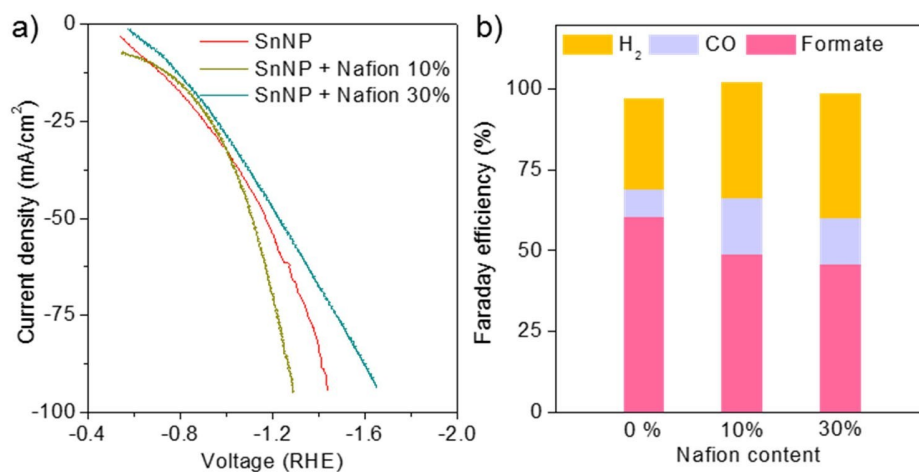 a)
SnNP
SnNP + Nafion 10%
SnNP + Nafion 30%
Current density (mA/cm²)
0
-25
-50
-75
-100
-0.4 -0.8 -1.2 -1.6 -2.0
Voltage (RHE)
b)
H₂ CO Formate
Faraday efficiency (%)
100
75
50
25
0
0 % 10% 30%
Nafion content